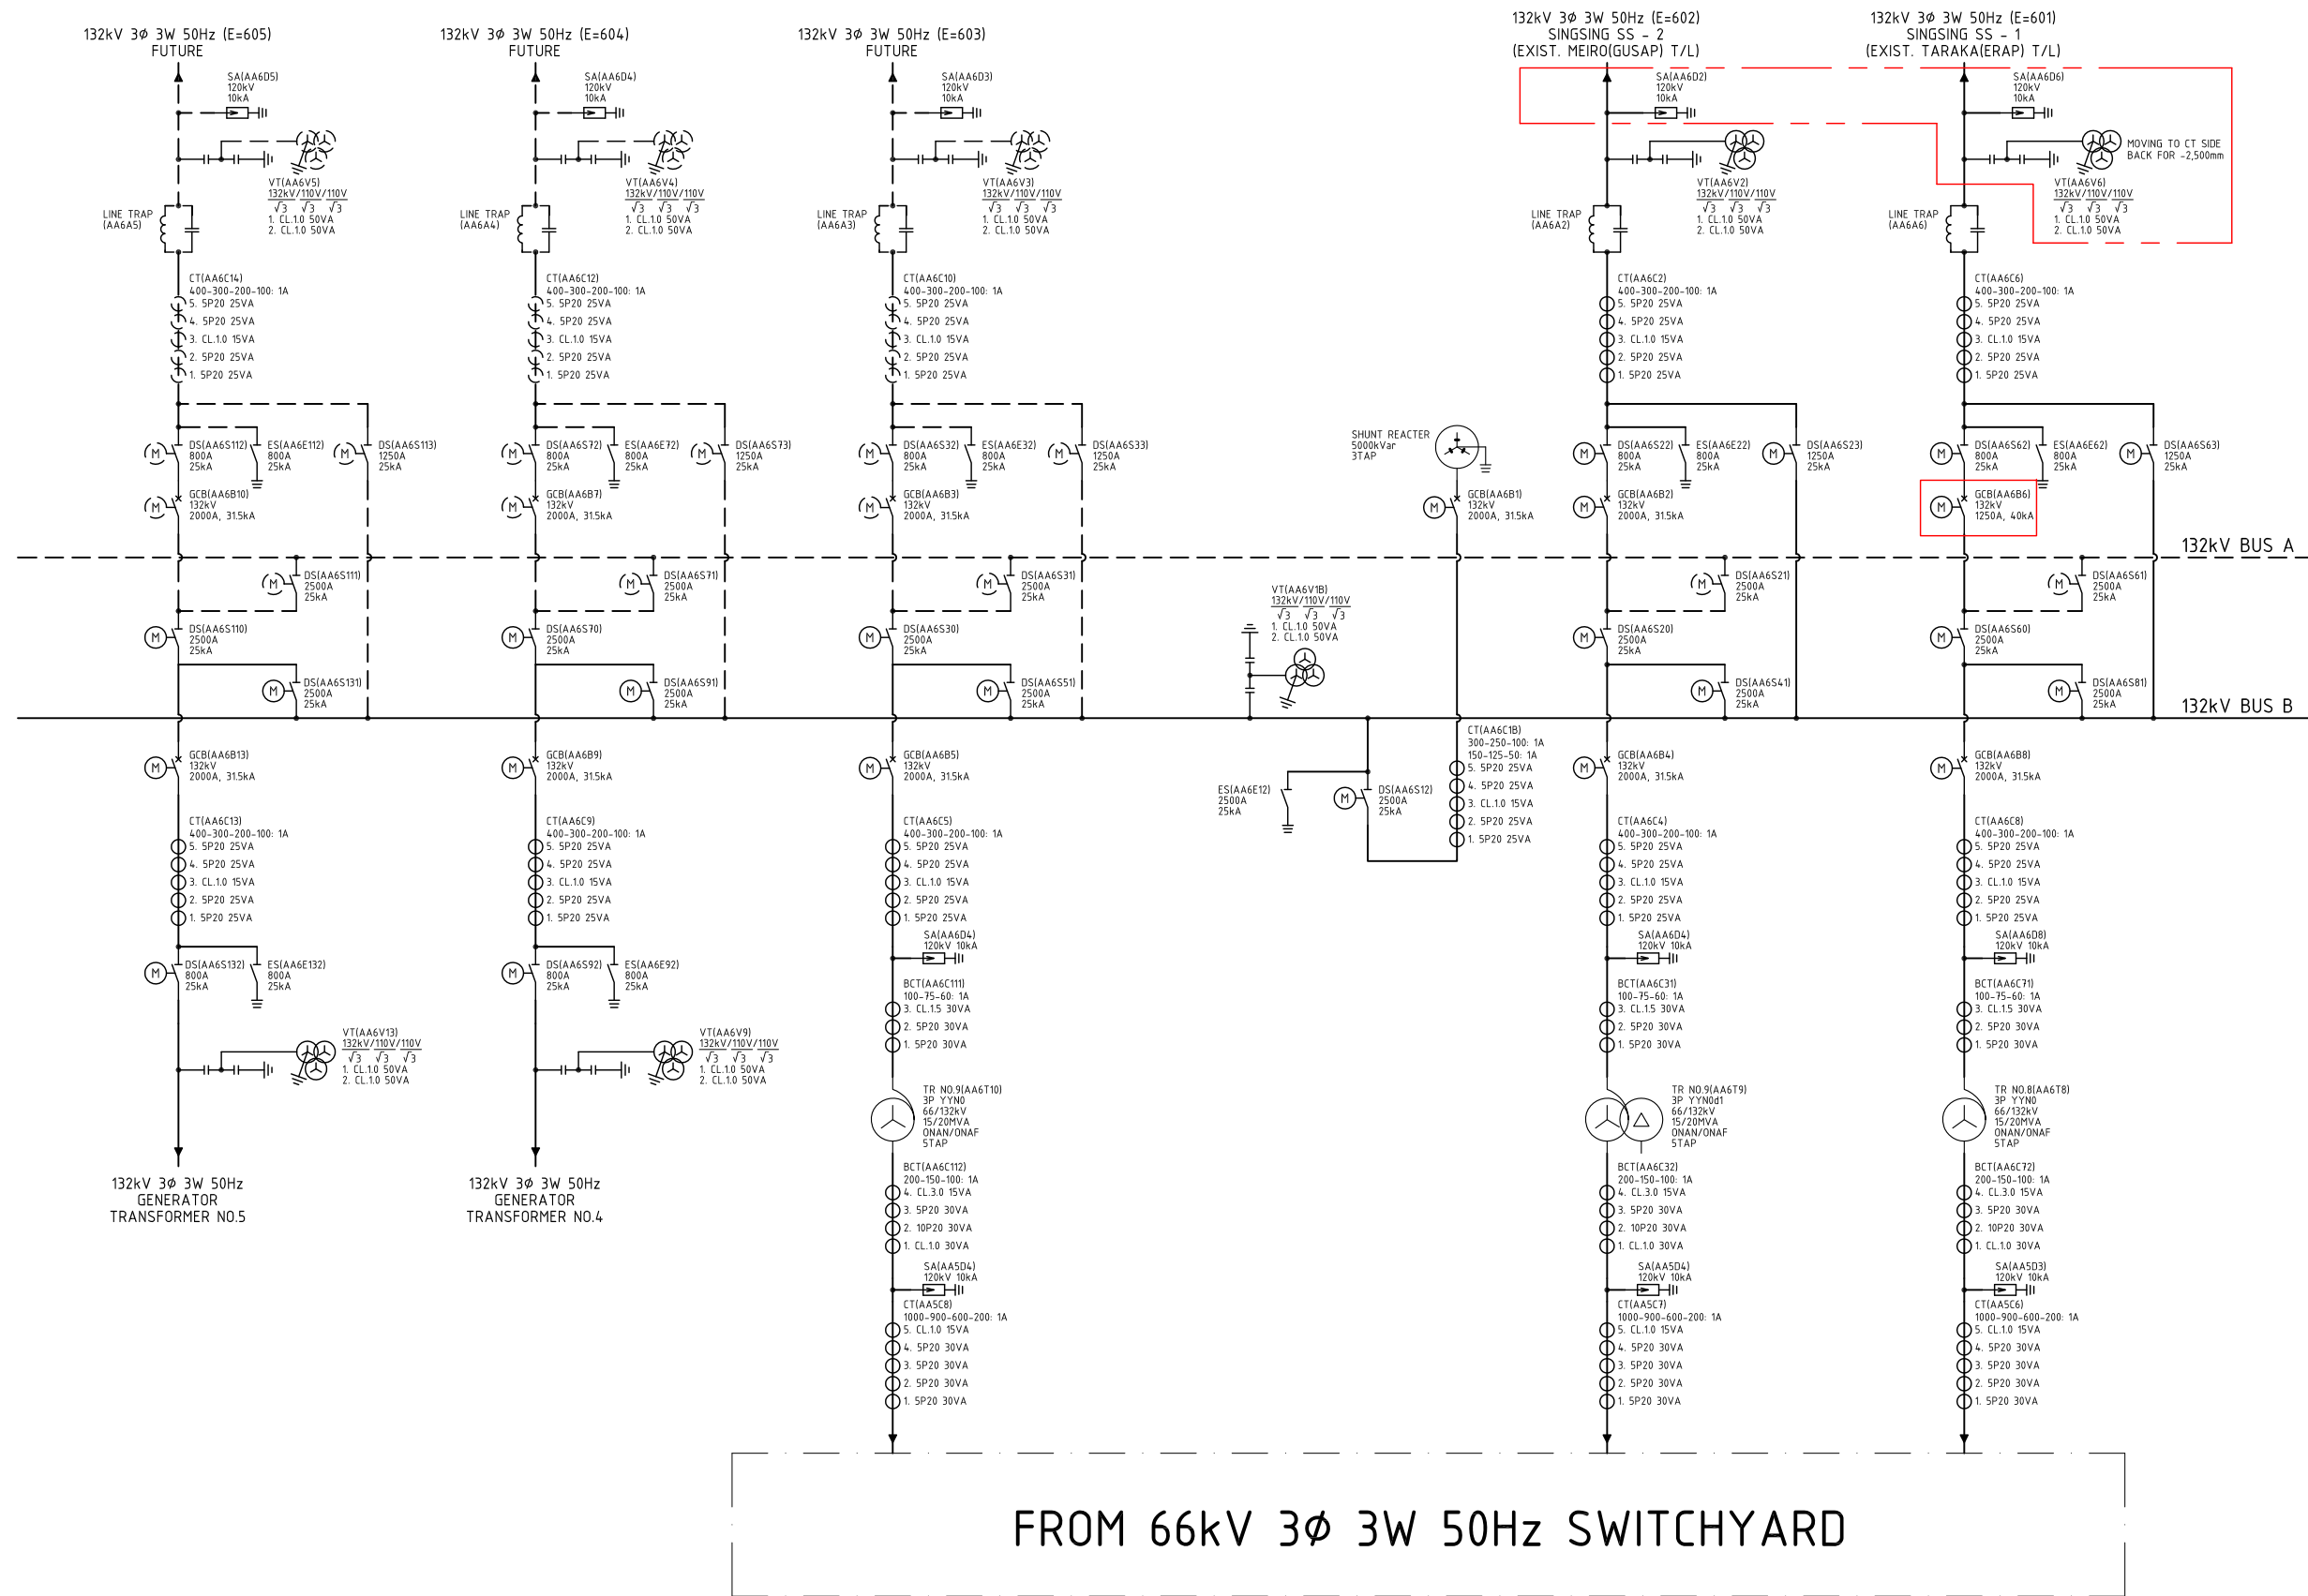 132kV 3Ø 3W 50Hz (E=605)
FUTURE
SA(AA6D5)
120kV
10kA
VT(AA6V5)
132kV/110V/110V
√3 √3 √3
1. CL.1.0 50VA
2. CL.1.0 50VA
LINE TRAP
(AA6A5)
CT(AA6C14)
400-300-200-100: 1A
5. 5P20 25VA
4. 5P20 25VA
3. CL.1.0 15VA
2. 5P20 25VA
1. 5P20 25VA
M
DS(AA6S112)
800A
25kA
ES(AA6E112)
800A
25kA
M
DS(AA6S113)
1250A
25kA
M
GCB(AA6B10)
132kV
2000A, 31.5kA
M
DS(AA6S111)
2500A
25kA
M
DS(AA6S110)
2500A
25kA
M
DS(AA6S131)
2500A
25kA
M
GCB(AA6B13)
132kV
2000A, 31.5kA
CT(AA6C13)
400-300-200-100: 1A
5. 5P20 25VA
4. 5P20 25VA
3. CL.1.0 15VA
2. 5P20 25VA
1. 5P20 25VA
M
DS(AA6S132)
800A
25kA
ES(AA6E132)
800A
25kA
VT(AA6V13)
132kV/110V/110V
√3 √3 √3
1. CL.1.0 50VA
2. CL.1.0 50VA
132kV 3Ø 3W 50Hz
GENERATOR
TRANSFORMER NO.5
132kV 3Ø 3W 50Hz (E=604)
FUTURE
SA(AA6D4)
120kV
10kA
VT(AA6V4)
132kV/110V/110V
√3 √3 √3
1. CL.1.0 50VA
2. CL.1.0 50VA
LINE TRAP
(AA6A4)
CT(AA6C12)
400-300-200-100: 1A
5. 5P20 25VA
4. 5P20 25VA
3. CL.1.0 15VA
2. 5P20 25VA
1. 5P20 25VA
M
DS(AA6S72)
800A
25kA
ES(AA6E72)
800A
25kA
M
DS(AA6S73)
1250A
25kA
M
GCB(AA6B7)
132kV
2000A, 31.5kA
M
DS(AA6S71)
2500A
25kA
M
DS(AA6S70)
2500A
25kA
M
DS(AA6S91)
2500A
25kA
M
GCB(AA6B9)
132kV
2000A, 31.5kA
CT(AA6C9)
400-300-200-100: 1A
5. 5P20 25VA
4. 5P20 25VA
3. CL.1.0 15VA
2. 5P20 25VA
1. 5P20 25VA
M
DS(AA6S92)
800A
25kA
ES(AA6E92)
800A
25kA
VT(AA6V9)
132kV/110V/110V
√3 √3 √3
1. CL.1.0 50VA
2. CL.1.0 50VA
132kV 3Ø 3W 50Hz
GENERATOR
TRANSFORMER NO.4
132kV 3Ø 3W 50Hz (E=603)
FUTURE
SA(AA6D3)
120kV
10kA
VT(AA6V3)
132kV/110V/110V
√3 √3 √3
1. CL.1.0 50VA
2. CL.1.0 50VA
LINE TRAP
(AA6A3)
CT(AA6C10)
400-300-200-100: 1A
5. 5P20 25VA
4. 5P20 25VA
3. CL.1.0 15VA
2. 5P20 25VA
1. 5P20 25VA
M
DS(AA6S32)
800A
25kA
ES(AA6E32)
800A
25kA
M
DS(AA6S33)
1250A
25kA
M
GCB(AA6B3)
132kV
2000A, 31.5kA
M
DS(AA6S31)
2500A
25kA
M
DS(AA6S30)
2500A
25kA
M
DS(AA6S51)
2500A
25kA
M
GCB(AA6B5)
132kV
2000A, 31.5kA
CT(AA6C5)
400-300-200-100: 1A
5. 5P20 25VA
4. 5P20 25VA
3. CL.1.0 15VA
2. 5P20 25VA
1. 5P20 25VA
SA(AA6D4)
120kV 10kA
BCT(AA6C111)
100-75-60: 1A
3. CL.1.5 30VA
2. 5P20 30VA
1. 5P20 30VA
TR NO.9(AA6T10)
3P YYN0
66/132kV
15/20MVA
ONAN/ONAF
5TAP
BCT(AA6C112)
200-150-100: 1A
4. CL.3.0 15VA
3. 5P20 30VA
2. 10P20 30VA
1. CL.1.0 30VA
SA(AA5D4)
120kV 10kA
CT(AA5C8)
1000-900-600-200: 1A
5. CL.1.0 15VA
4. 5P20 30VA
3. 5P20 30VA
2. 5P20 30VA
1. 5P20 30VA
VT(AA6V1B)
132kV/110V/110V
√3 √3 √3
1. CL.1.0 50VA
2. CL.1.0 50VA
SHUNT REACTER
5000kVar
3TAP
M
GCB(AA6B1)
132kV
2000A, 31.5kA
CT(AA6C1B)
300-250-100: 1A
150-125-50: 1A
5. 5P20 25VA
4. 5P20 25VA
3. CL.1.0 15VA
2. 5P20 25VA
1. 5P20 25VA
ES(AA6E12)
2500A
25kA
M
DS(AA6S12)
2500A
25kA
132kV 3Ø 3W 50Hz (E=602)
SINGSING SS - 2
(EXIST. MEIRO(GUSAP) T/L)
SA(AA6D2)
120kV
10kA
VT(AA6V2)
132kV/110V/110V
√3 √3 √3
1. CL.1.0 50VA
2. CL.1.0 50VA
LINE TRAP
(AA6A2)
CT(AA6C2)
400-300-200-100: 1A
5. 5P20 25VA
4. 5P20 25VA
3. CL.1.0 15VA
2. 5P20 25VA
1. 5P20 25VA
M
DS(AA6S22)
800A
25kA
ES(AA6E22)
800A
25kA
M
DS(AA6S23)
1250A
25kA
M
GCB(AA6B2)
132kV
2000A, 31.5kA
M
DS(AA6S21)
2500A
25kA
M
DS(AA6S20)
2500A
25kA
M
DS(AA6S41)
2500A
25kA
M
GCB(AA6B4)
132kV
2000A, 31.5kA
CT(AA6C4)
400-300-200-100: 1A
5. 5P20 25VA
4. 5P20 25VA
3. CL.1.0 15VA
2. 5P20 25VA
1. 5P20 25VA
SA(AA6D4)
120kV 10kA
BCT(AA6C31)
100-75-60: 1A
3. CL.1.5 30VA
2. 5P20 30VA
1. 5P20 30VA
TR NO.9(AA6T9)
3P YYN0d1
66/132kV
15/20MVA
ONAN/ONAF
5TAP
BCT(AA6C32)
200-150-100: 1A
4. CL.3.0 15VA
3. 5P20 30VA
2. 10P20 30VA
1. CL.1.0 30VA
SA(AA5D4)
120kV 10kA
CT(AA5C7)
1000-900-600-200: 1A
5. CL.1.0 15VA
4. 5P20 30VA
3. 5P20 30VA
2. 5P20 30VA
1. 5P20 30VA
132kV 3Ø 3W 50Hz (E=601)
SINGSING SS - 1
(EXIST. TARAKA(ERAP) T/L)
SA(AA6D6)
120kV
10kA
MOVING TO CT SIDE
BACK FOR -2,500mm
VT(AA6V6)
132kV/110V/110V
√3 √3 √3
1. CL.1.0 50VA
2. CL.1.0 50VA
LINE TRAP
(AA6A6)
CT(AA6C6)
400-300-200-100: 1A
5. 5P20 25VA
4. 5P20 25VA
3. CL.1.0 15VA
2. 5P20 25VA
1. 5P20 25VA
M
DS(AA6S62)
800A
25kA
ES(AA6E62)
800A
25kA
M
DS(AA6S63)
1250A
25kA
M
GCB(AA6B6)
132kV
1250A, 40kA
132kV BUS A
M
DS(AA6S61)
2500A
25kA
M
DS(AA6S60)
2500A
25kA
M
DS(AA6S81)
2500A
25kA
132kV BUS B
M
GCB(AA6B8)
132kV
2000A, 31.5kA
CT(AA6C8)
400-300-200-100: 1A
5. 5P20 25VA
4. 5P20 25VA
3. CL.1.0 15VA
2. 5P20 25VA
1. 5P20 25VA
SA(AA6D8)
120kV 10kA
BCT(AA6C71)
100-75-60: 1A
3. CL.1.5 30VA
2. 5P20 30VA
1. 5P20 30VA
TR NO.8(AA6T8)
3P YYN0
66/132kV
15/20MVA
ONAN/ONAF
5TAP
BCT(AA6C72)
200-150-100: 1A
4. CL.3.0 15VA
3. 5P20 30VA
2. 10P20 30VA
1. CL.1.0 30VA
SA(AA5D3)
120kV 10kA
CT(AA5C6)
1000-900-600-200: 1A
5. CL.1.0 15VA
4. 5P20 30VA
3. 5P20 30VA
2. 5P20 30VA
1. 5P20 30VA
FROM 66kV 3Ø 3W 50Hz SWITCHYARD